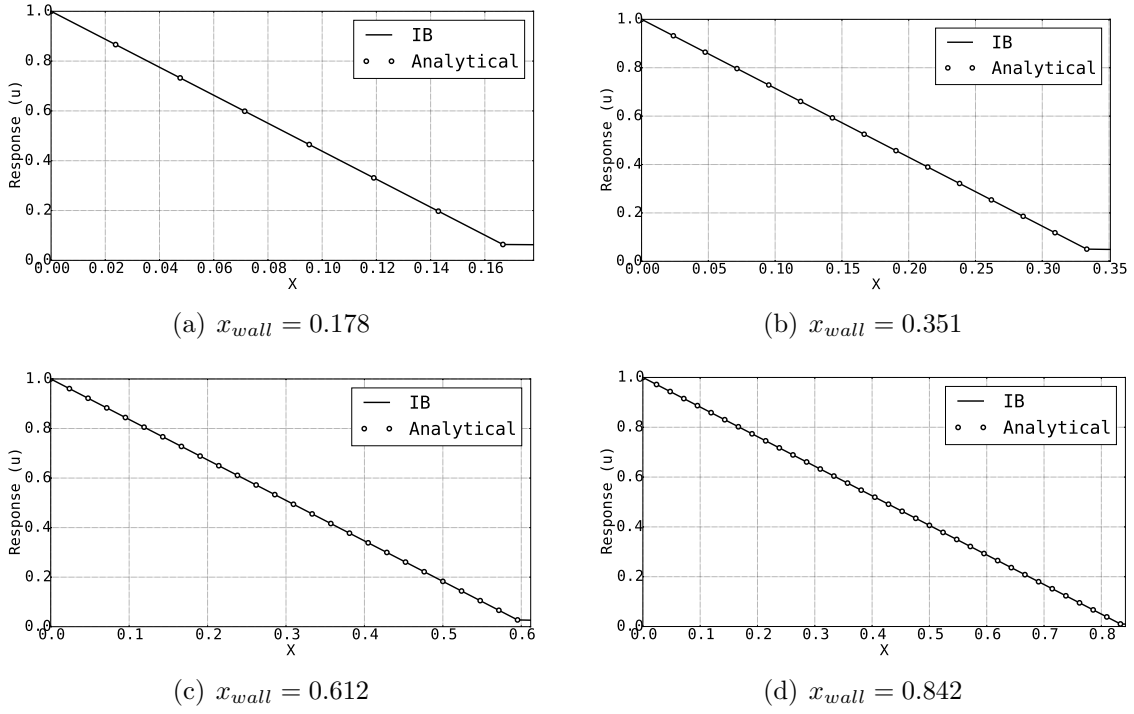 1.0
0.8
0.6
0.4
0.2
0.0
Response (u)
IB
Analytical
0.00 0.02 0.04 0.06 0.08 0.10 0.12 0.14 0.16
X
(a) x_wall = 0.178
1.0
0.8
0.6
0.4
0.2
0.0
Response (u)
IB
Analytical
0.00 0.05 0.10 0.15 0.20 0.25 0.30 0.35
X
(b) x_wall = 0.351
1.0
0.8
0.6
0.4
0.2
0.0
Response (u)
IB
Analytical
0.0 0.1 0.2 0.3 0.4 0.5 0.6
X
(c) x_wall = 0.612
1.0
0.8
0.6
0.4
0.2
0.0
Response (u)
IB
Analytical
0.0 0.1 0.2 0.3 0.4 0.5 0.6 0.7 0.8
X
(d) x_wall = 0.842